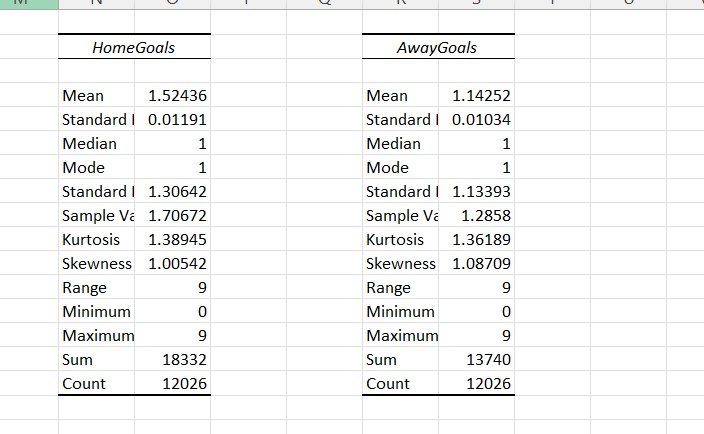 M N O P Q R S T U
HomeGoals AwayGoals
Mean 1.52436 Mean 1.14252
Standard 0.01191 Standard 0.01034
Median 1 Median 1
Mode 1 Mode 1
Standard 1.30642 Standard 1.13393
Sample Va 1.70672 Sample Va 1.2858
Kurtosis 1.38945 Kurtosis 1.36189
Skewness 1.00542 Skewness 1.08709
Range 9 Range 9
Minimum 0 Minimum 0
Maximum 9 Maximum 9
Sum 18332 Sum 13740
Count 12026 Count 12026